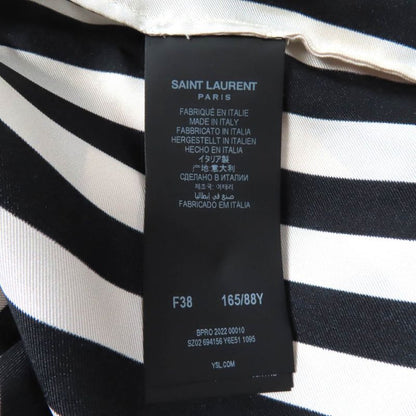 SAINT LAURENT
PARIS
FABRIQUÉ EN ITALIE
MADE IN ITALY
FABBRICATO IN ITALIA
HERGESTELLT IN ITALIEN
HECHO EN ITALIA
イタリア製
产地:意大利
СДЕЛАНО В ИТАЛИИ
제조국: 이태리
صنع في إيطاليا
FABRICADO EM ITALIA
F38 165/88Y
BPRO 2022 00010
SZ02 694156 Y6E51 1095
YSL.COM